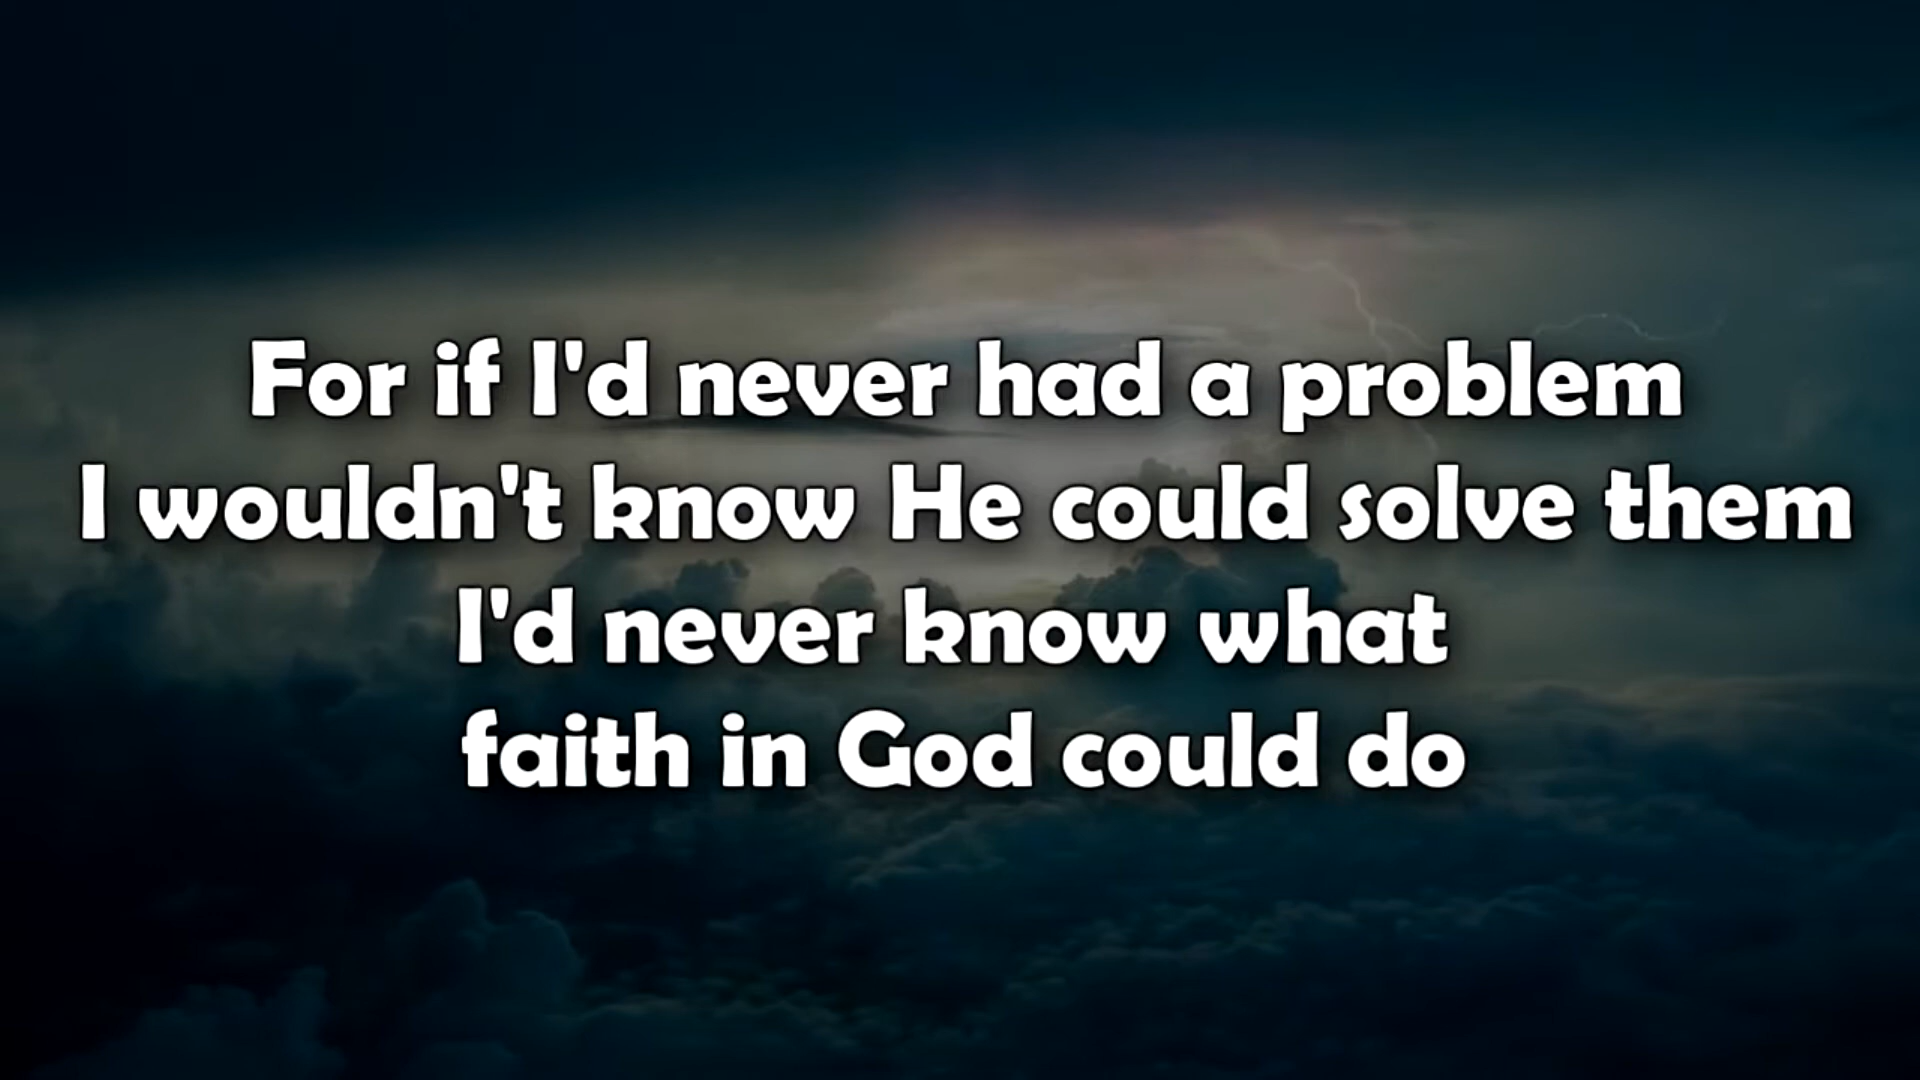 For if I'd never had a problem
I wouldn't know He could solve them
I'd never know what
faith in God could do